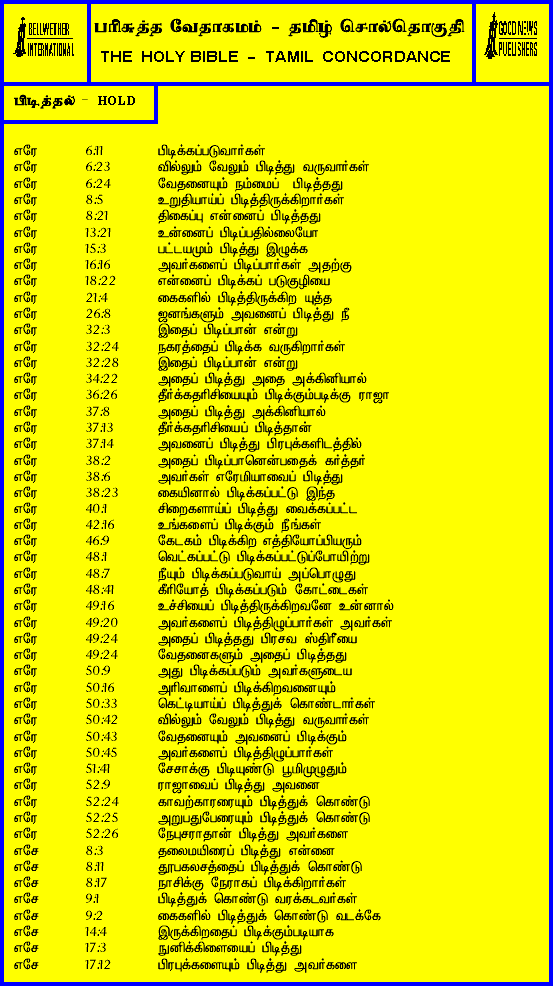 BELLWETHER
INTERNATIONAL
பரிசுத்த வேதாகமம் - தமிழ் சொல்தொகுதி
THE HOLY BIBLE - TAMIL CONCORDANCE
GOOD NEWS
PUBLISHERS
பிடித்தல் - HOLD
எரே 6:11 பிடிக்கப்படுவார்கள்
எரே 6:23 வில்லும் வேலும் பிடித்து வருவார்கள்
எரே 6:24 வேதனையும் நம்மைப் பிடித்தது
எரே 8:5 உறுதியாய்ப் பிடித்திருக்கிறார்கள்
எரே 8:21 திகைப்பு என்னைப் பிடித்தது
எரே 13:21 உன்னைப் பிடிப்பதில்லையோ
எரே 15:3 பட்டயமும் பிடித்து இழுக்க
எரே 16:16 அவர்களைப் பிடிப்பார்கள் அதற்கு
எரே 18:22 என்னைப் பிடிக்கப் படுகுழியை
எரே 21:4 கைகளில் பிடித்திருக்கிற யுத்த
எரே 26:8 ஜனங்களும் அவனைப் பிடித்து நீ
எரே 32:3 இதைப் பிடிப்பான் என்று
எரே 32:24 நகரத்தைப் பிடிக்க வருகிறார்கள்
எரே 32:28 இதைப் பிடிப்பான் என்று
எரே 34:22 அதைப் பிடித்து அதை அக்கினியால்
எரே 36:26 தீர்க்கதரிசியையும் பிடிக்கும்படிக்கு ராஜா
எரே 37:8 அதைப் பிடித்து அக்கினியால்
எரே 37:13 தீர்க்கதரிசியைப் பிடித்தான்
எரே 37:14 அவனைப் பிடித்து பிரபுக்களிடத்தில்
எரே 38:2 அதைப் பிடிப்பானென்பதைக் கர்த்தர்
எரே 38:6 அவர்கள் எரேமியாவைப் பிடித்து
எரே 38:23 கையினால் பிடிக்கப்பட்டு இந்த
எரே 40:1 சிறைகளாய்ப் பிடித்து வைக்கப்பட்ட
எரே 42:16 உங்களைப் பிடிக்கும் நீங்கள்
எரே 46:9 கேடகம் பிடிக்கிற எத்தியோப்பியரும்
எரே 48:1 வெட்கப்பட்டு பிடிக்கப்பட்டுப்போயிற்று
எரே 48:7 நீயும் பிடிக்கப்படுவாய் அப்பொழுது
எரே 48:41 கீரியோத் பிடிக்கப்படும் கோட்டைகள்
எரே 49:16 உச்சியைப் பிடித்திருக்கிறவனே உன்னால்
எரே 49:20 அவர்களைப் பிடித்திழுப்பார்கள் அவர்கள்
எரே 49:24 அதைப் பிடித்தது பிரசவ ஸ்திரீயை
எரே 49:24 வேதனைகளும் அதைப் பிடித்தது
எரே 50:9 அது பிடிக்கப்படும் அவர்களுடைய
எரே 50:16 அரிவாளைப் பிடிக்கிறவனையும்
எரே 50:33 கெட்டியாய்ப் பிடித்துக் கொண்டார்கள்
எரே 50:42 வில்லும் வேலும் பிடித்து வருவார்கள்
எரே 50:43 வேதனையும் அவனைப் பிடிக்கும்
எரே 50:45 அவர்களைப் பிடித்திழுப்பார்கள்
எரே 51:41 சேசாக்கு பிடியுண்டு பூமிமுழுதும்
எரே 52:9 ராஜாவைப் பிடித்து அவனை
எரே 52:24 காவற்காரரையும் பிடித்துக் கொண்டு
எரே 52:25 அறுபதுபேரையும் பிடித்துக் கொண்டு
எரே 52:26 நேபுசராதான் பிடித்து அவர்களை
எசே 8:3 தலைமயிரைப் பிடித்து என்னை
எசே 8:11 தூபகலசத்தைப் பிடித்துக் கொண்டு
எசே 8:17 நாசிக்கு நேராகப் பிடிக்கிறார்கள்
எசே 9:1 பிடித்துக் கொண்டு வரக்கடவர்கள்
எசே 9:2 கைகளில் பிடித்துக் கொண்டு வடக்கே
எசே 14:4 இருக்கிறதைப் பிடிக்கும்படியாக
எசே 17:3 நுனிக்கிளையைப் பிடித்து
எசே 17:12 பிரபுக்களையும் பிடித்து அவர்களை